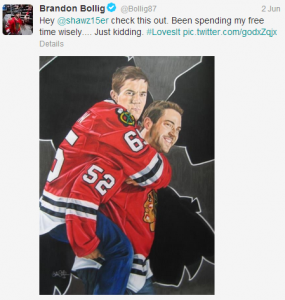 Brandon Bollig @Bollig87 2 Jun
Hey @shawz15er check this out. Been spending my free
time wisely.... Just kidding. #LovesIt pic.twitter.com/godxZqjx
Details
65
52